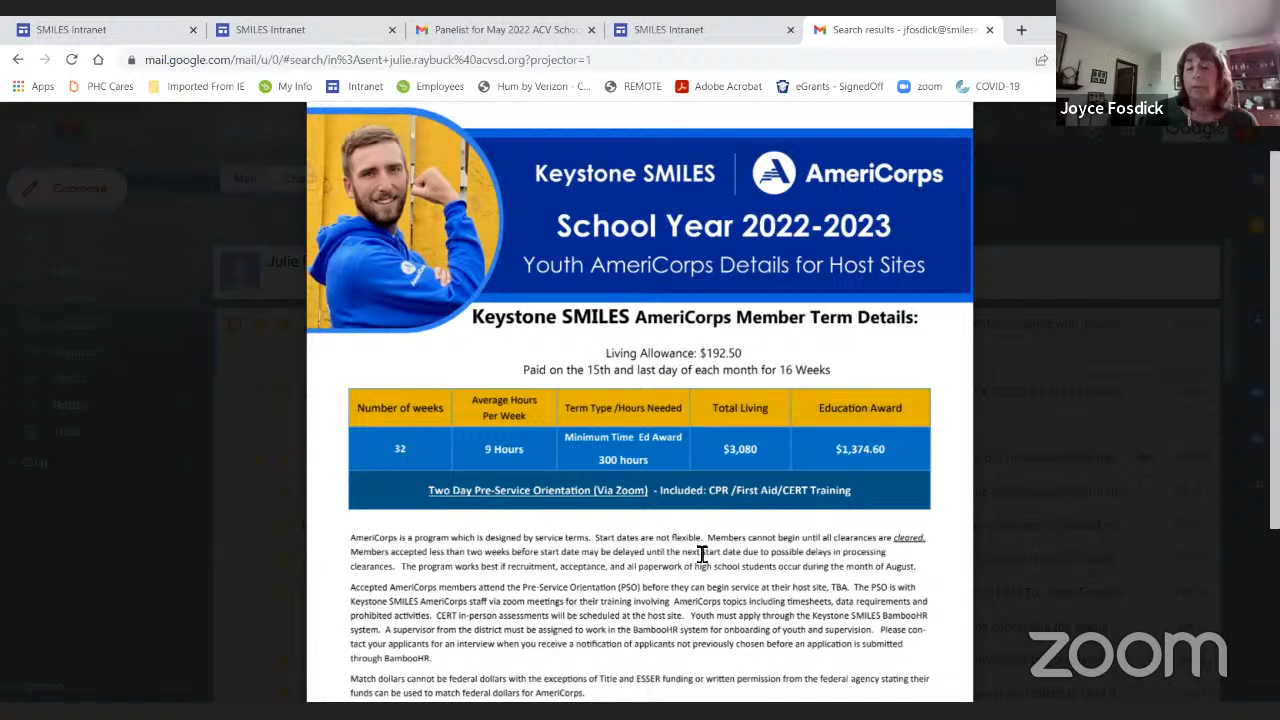 SMILES Intranet
SMILES Intranet
Panelist for May 2022 ACV Schoo
SMILES Intranet
Search results - jfosdick@smiles
mail.google.com/mail/u/0/#search/in%3Asent+julie.raybuck%40acvsd.org?projector=1
Apps
PHC Cares
Imported From IE
My Info
Intranet
Employees
Hum by Verizon - C...
REMOTE
Adobe Acrobat
eGrants - SignedOff
zoom
COVID-19
Joyce Fosdick
Google
Compose
Mail
Julie
Keystone SMILES
AmeriCorps
School Year 2022-2023
Youth AmeriCorps Details for Host Sites
Keystone SMILES AmeriCorps Member Term Details:
Living Allowance: $192.50
Paid on the 15th and last day of each month for 16 Weeks
Number of weeks
Average Hours
Per Week
Term Type /Hours Needed
Total Living
Education Award
32
9 Hours
Minimum Time Ed Award
300 hours
$3,080
$1,374.60
Two Day Pre-Service Orientation (Via Zoom) - Included: CPR /First Aid/CERT Training
AmeriCorps is a program which is designed by service terms. Start dates are not flexible. Members cannot begin until all clearances are cleared.
Members accepted less than two weeks before start date may be delayed until the next start date due to possible delays in processing
clearances. The program works best if recruitment, acceptance, and all paperwork of high school students occur during the month of August.
Accepted AmeriCorps members attend the Pre-Service Orientation (PSO) before they can begin service at their host site, TBA. The PSO is with
Keystone SMILES AmeriCorps staff via zoom meetings for their training involving AmeriCorps topics including timesheets, data requirements and
prohibited activities. CERT in-person assessments will be scheduled at the host site. Youth must apply through the Keystone SMILES BambooHR
system. A supervisor from the district must be assigned to work in the BambooHR system for onboarding of youth and supervision. Please con-
tact your applicants for an interview when you receive a notification of applicants not previously chosen before an application is submitted
through BambooHR.
Match dollars cannot be federal dollars with the exceptions of Title and ESSER funding or written permission from the federal agency stating their
funds can be used to match federal dollars for AmeriCorps.
zoom